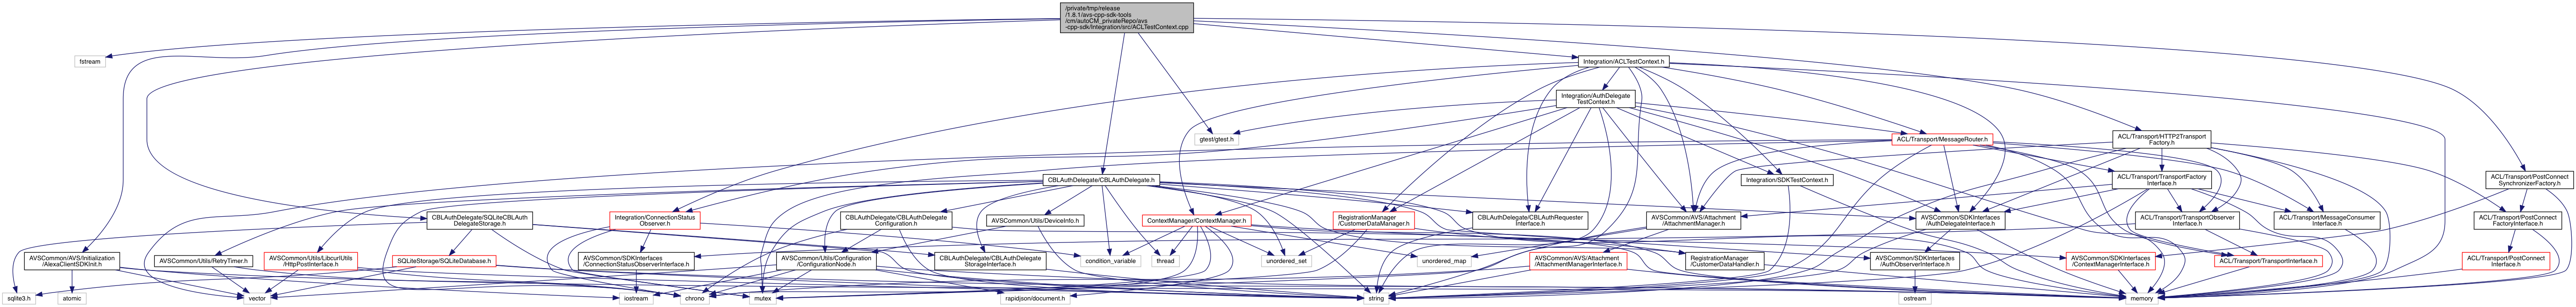 /private/tmp/release
/1.8.1/avs-cpp-sdk-tools
/cm/autoCM_privateRepo/avs
-cpp-sdk/Integration/src/ACLTestContext.cpp
fstream
Integration/ACLTestContext.h
Integration/AuthDelegate
TestContext.h
gtest/gtest.h
ACL/Transport/MessageRouter.h
ACL/Transport/HTTP2Transport
Factory.h
CBLAuthDelegate/CBLAuthDelegate.h
Integration/SDKTestContext.h
ACL/Transport/TransportFactory
Interface.h
ACL/Transport/PostConnect
SynchronizerFactory.h
CBLAuthDelegate/SQLiteCBLAuth
DelegateStorage.h
Integration/ConnectionStatus
Observer.h
CBLAuthDelegate/CBLAuthDelegate
Configuration.h
AVSCommon/Utils/DeviceInfo.h
ContextManager/ContextManager.h
RegistrationManager
/CustomerDataManager.h
CBLAuthDelegate/CBLAuthRequester
Interface.h
AVSCommon/AVS/Attachment
/AttachmentManager.h
AVSCommon/SDKInterfaces
/AuthDelegateInterface.h
ACL/Transport/TransportObserver
Interface.h
ACL/Transport/MessageConsumer
Interface.h
ACL/Transport/PostConnect
FactoryInterface.h
AVSCommon/AVS/Initialization
/AlexaClientSDKInit.h
AVSCommon/Utils/RetryTimer.h
AVSCommon/Utils/LibcurlUtils
/HttpPostInterface.h
SQLiteStorage/SQLiteDatabase.h
AVSCommon/SDKInterfaces
/ConnectionStatusObserverInterface.h
AVSCommon/Utils/Configuration
/ConfigurationNode.h
CBLAuthDelegate/CBLAuthDelegate
StorageInterface.h
condition_variable
thread
unordered_set
unordered_map
AVSCommon/AVS/Attachment
/AttachmentManagerInterface.h
RegistrationManager
/CustomerDataHandler.h
AVSCommon/SDKInterfaces
/AuthObserverInterface.h
AVSCommon/SDKInterfaces
/ContextManagerInterface.h
ACL/Transport/TransportInterface.h
ACL/Transport/PostConnect
Interface.h
sqlite3.h
atomic
vector
iostream
chrono
mutex
rapidjson/document.h
string
ostream
memory